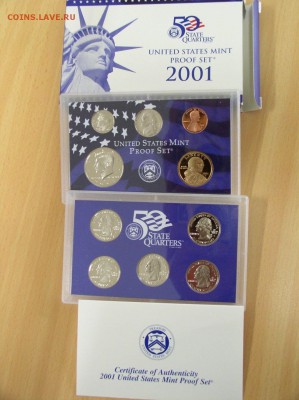 COINS.LAVE.RU
50
STATE
QUARTERS®
UNITED STATES MINT
PROOF SET®
2001
UNITED STATES MINT
PROOF SET®
50
STATE
QUARTERS®
Certificate of Authenticity
2001 United States Mint Proof Set®